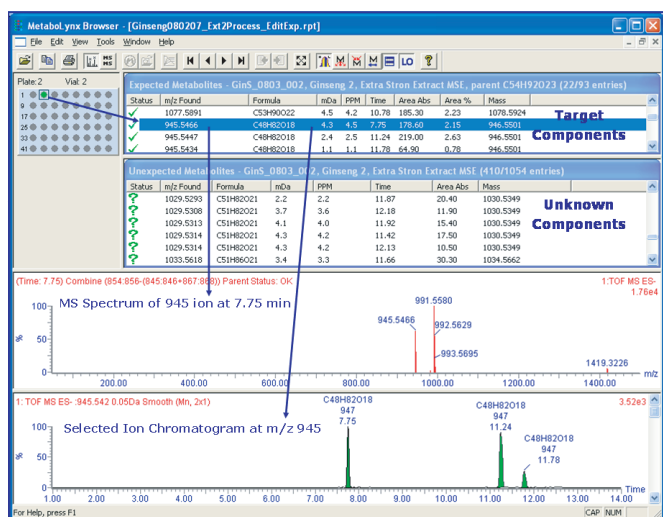 MetaboLynx Browser - [Ginseng080207_Ext2Process_EditExp.rpt]
File Edit View Tools Window Help
MS MS LO ?
Plate: 2 Vial: 2
1
9
17
25
33
41
Expected Metabolites - GinS_0803_002, Ginseng 2, Extra Stron Extract MSE, parent C54H92O23 (22/93 entries)
Status m/z Found Formula mDa PPM Time Area Abs Area % Mass
1077.5891 C53H90O22 4.5 4.2 10.78 185.30 2.23 1078.5924
945.5466 C48H82O18 4.3 4.5 7.75 178.60 2.15 946.5501
945.5447 C48H82O18 2.4 2.5 11.24 219.00 2.63 946.5501
945.5434 C48H82O18 1.1 1.1 11.78 64.90 0.78 946.5501
Target
Components
Unexpected Metabolites - GinS_0803_002, Ginseng 2, Extra Stron Extract MSE (410/1054 entries)
Status m/z Found Formula mDa PPM Time Area Abs Mass
? 1029.5293 C51H82O21 2.2 2.2 11.87 20.40 1030.5349
? 1029.5308 C51H82O21 3.7 3.6 12.18 11.90 1030.5349
? 1029.5313 C51H82O21 4.1 4.0 11.92 15.40 1030.5349
? 1029.5314 C51H82O21 4.3 4.2 11.42 17.50 1030.5349
? 1029.5314 C51H82O21 4.3 4.2 12.13 10.50 1030.5349
? 1033.5618 C51H86O21 3.4 3.3 11.66 30.30 1034.5662
Unknown
Components
(Time: 7.75) Combine (854:856-(845:846+867:868)) Parent Status: OK
1:TOF MS ES-
1.76e4
MS Spectrum of 945 ion at 7.75 min
991.5580
945.5466
992.5629
993.5695
1419.3226
100
%
50
0
m/z
200.00 400.00 600.00 800.00 1000.00 1200.00 1400.00
1: TOF MS ES- :945.542 0.05Da Smooth (Mn, 2x1)
3.52e3
Selected Ion Chromatogram at m/z 945
C48H82O18
947
7.75
C48H82O18
947
11.24
C48H82O18
947
11.78
100
%
50
0
Time
1.00 2.00 3.00 4.00 5.00 6.00 7.00 8.00 9.00 10.00 11.00 12.00 13.00 14.00
For Help, press F1
CAP NUM